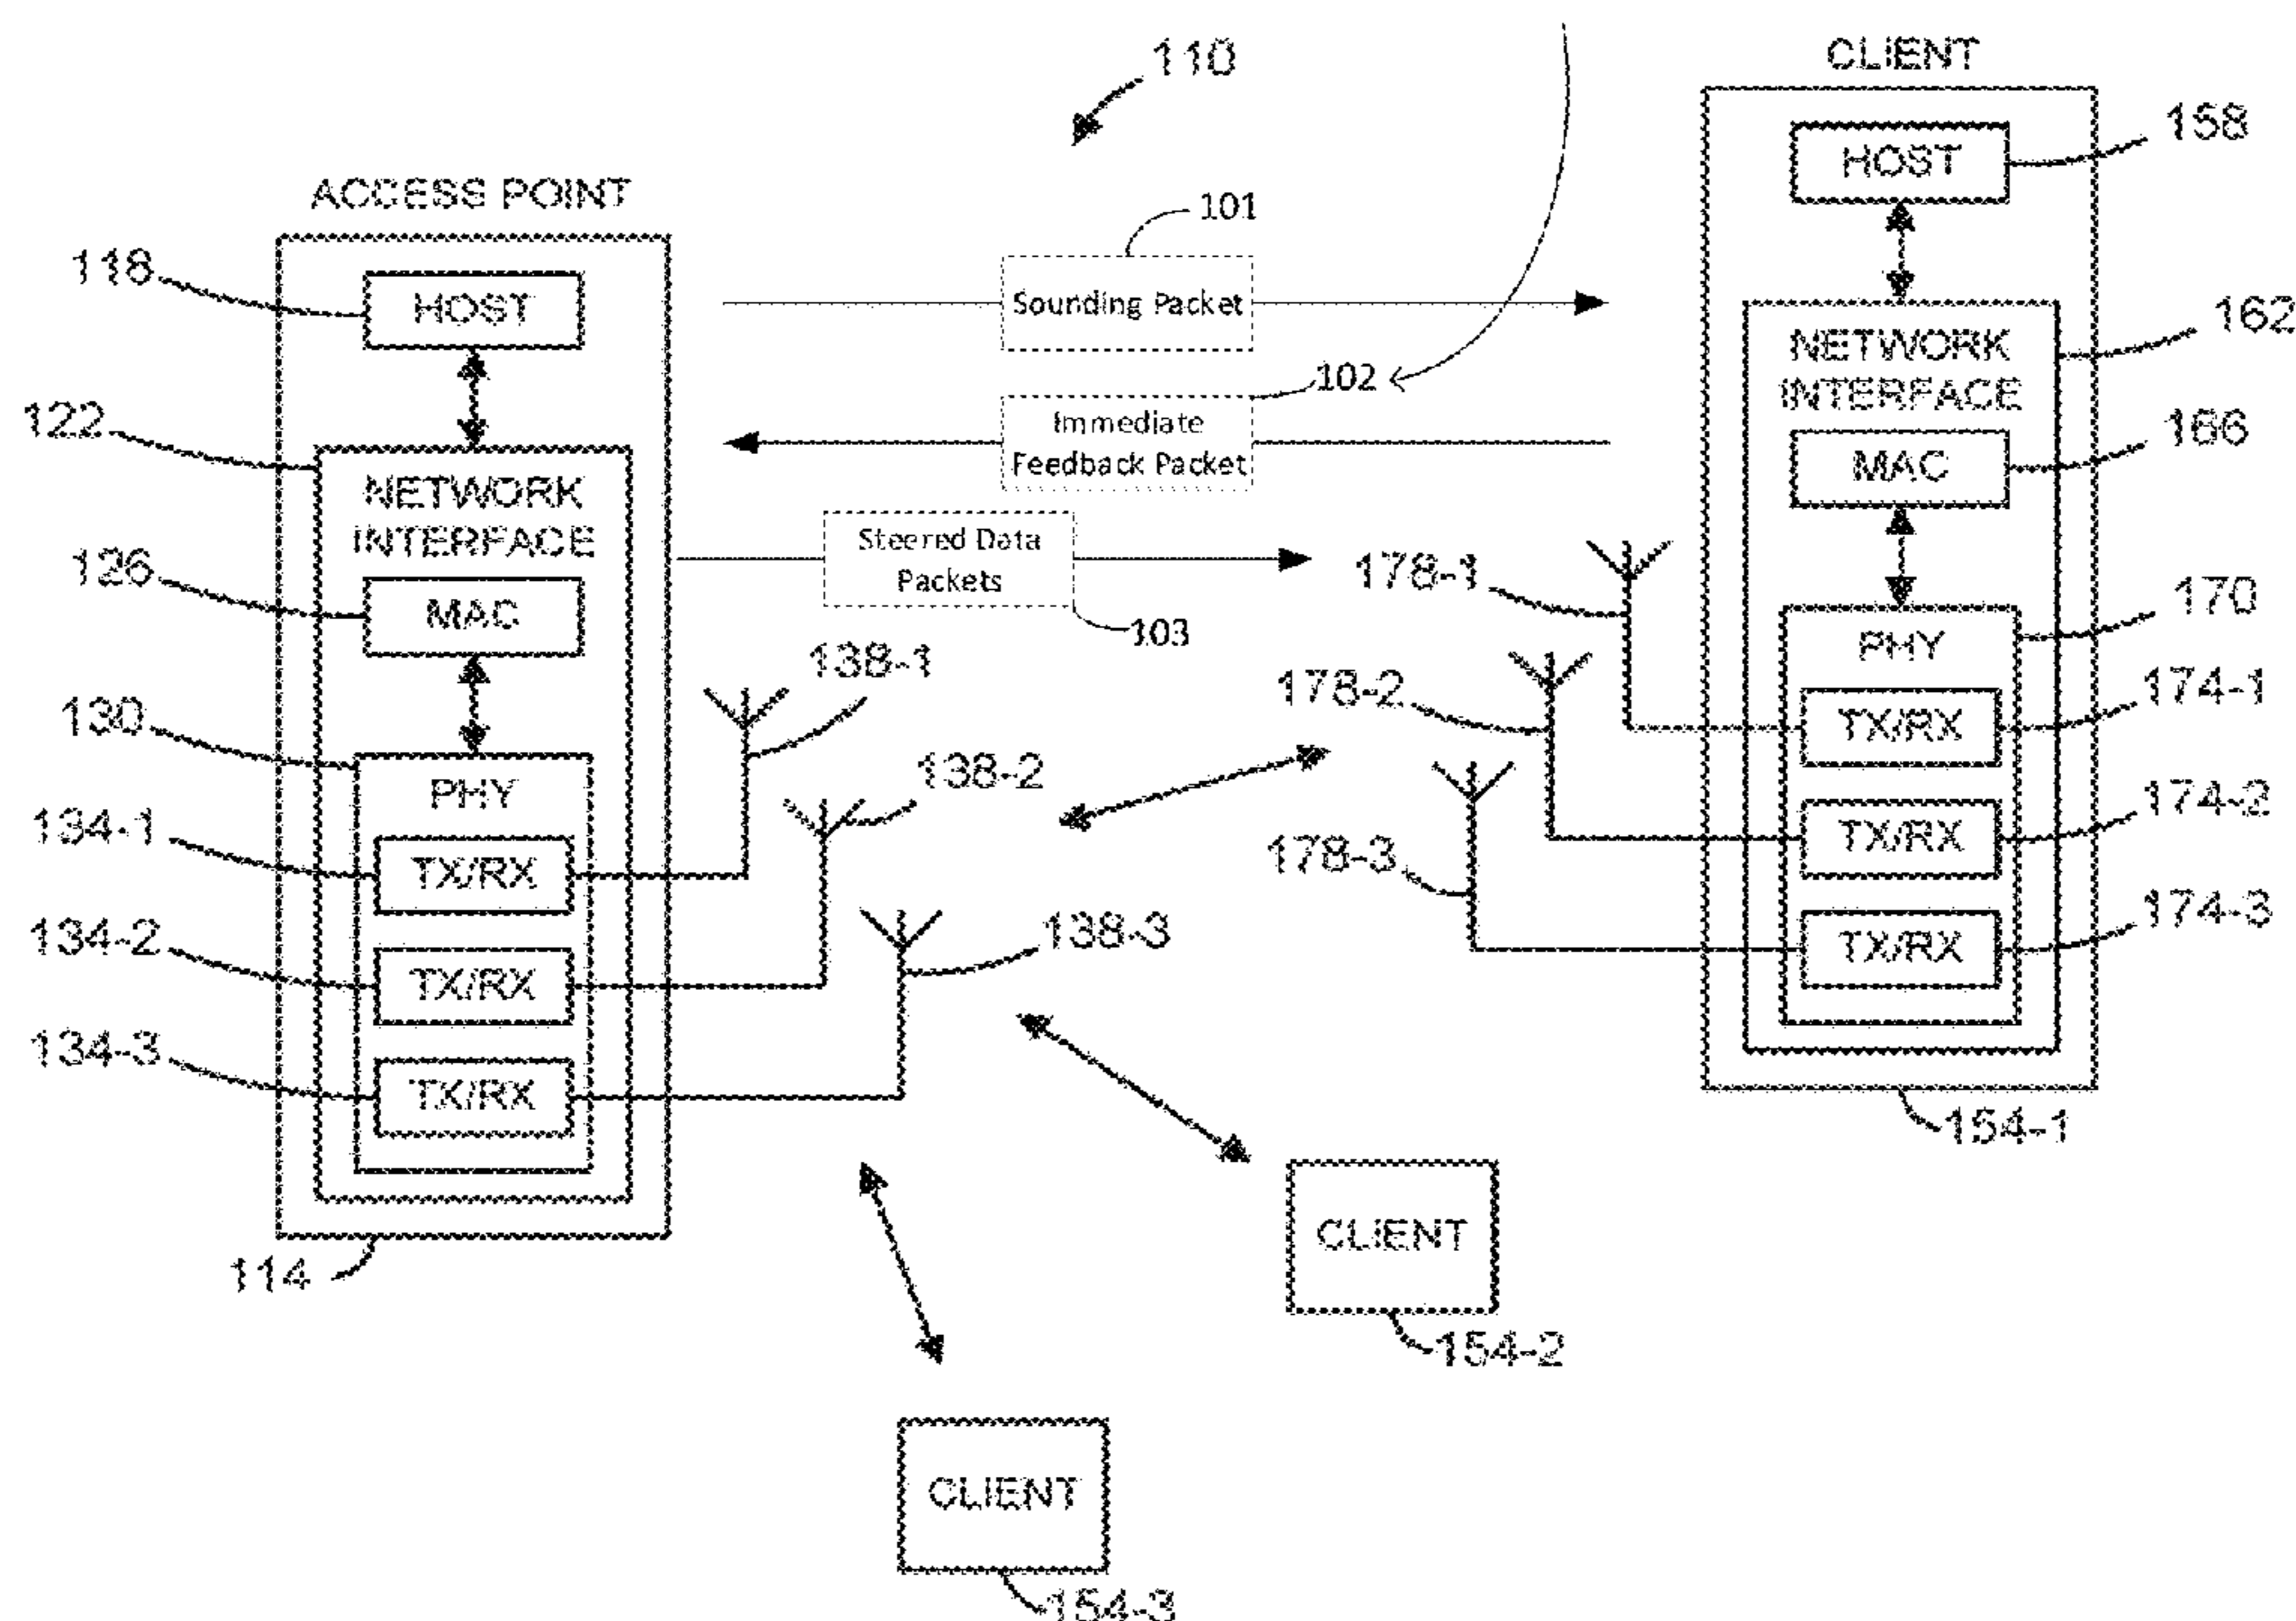 110
CLIENT
158
HOST
ACCESS POINT
101
118
HOST
Sounding Packet
162
NETWORK
INTERFACE
102
Immediate
Feedback Packet
122
166
MAC
NETWORK
INTERFACE
Steered Data
Packets
103
126
MAC
178-1
170
PHY
138-1
178-2
174-1
TX/RX
130
PHY
138-2
174-2
TX/RX
134-1
TX/RX
178-3
174-3
TX/RX
138-3
134-2
TX/RX
134-3
TX/RX
154-1
CLIENT
114
154-2
CLIENT
154-3